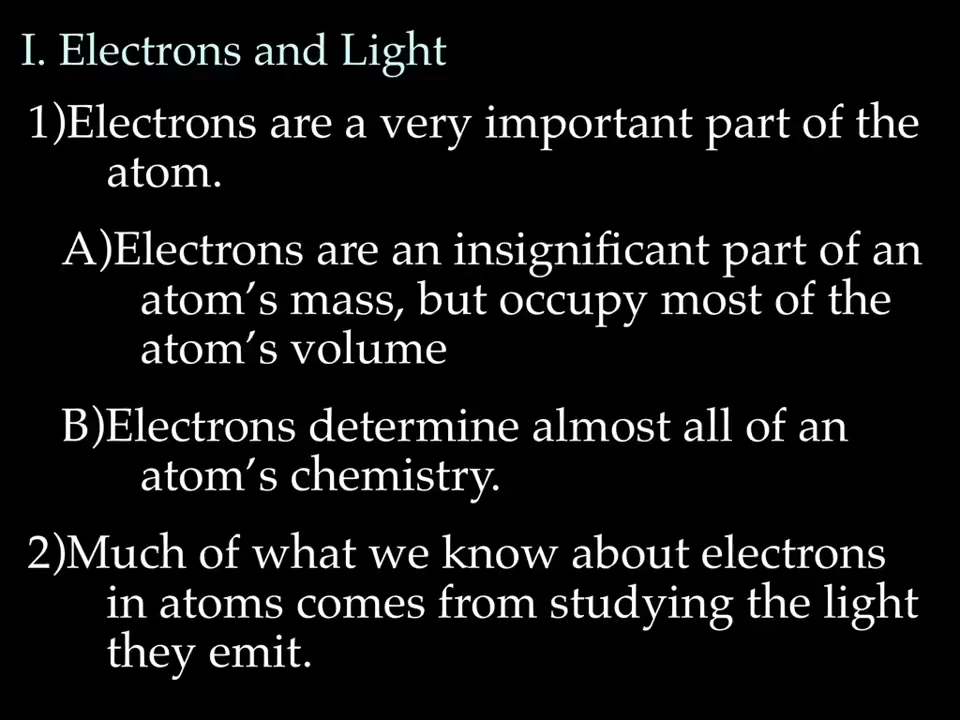 I. Electrons and Light
1)Electrons are a very important part of the
atom.
A)Electrons are an insignificant part of an
atom’s mass, but occupy most of the
atom’s volume
B)Electrons determine almost all of an
atom’s chemistry.
2)Much of what we know about electrons
in atoms comes from studying the light
they emit.